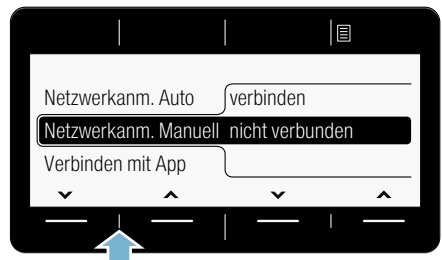 Netzwerkanm. Auto verbinden
Netzwerkanm. Manuell nicht verbunden
Verbinden mit App